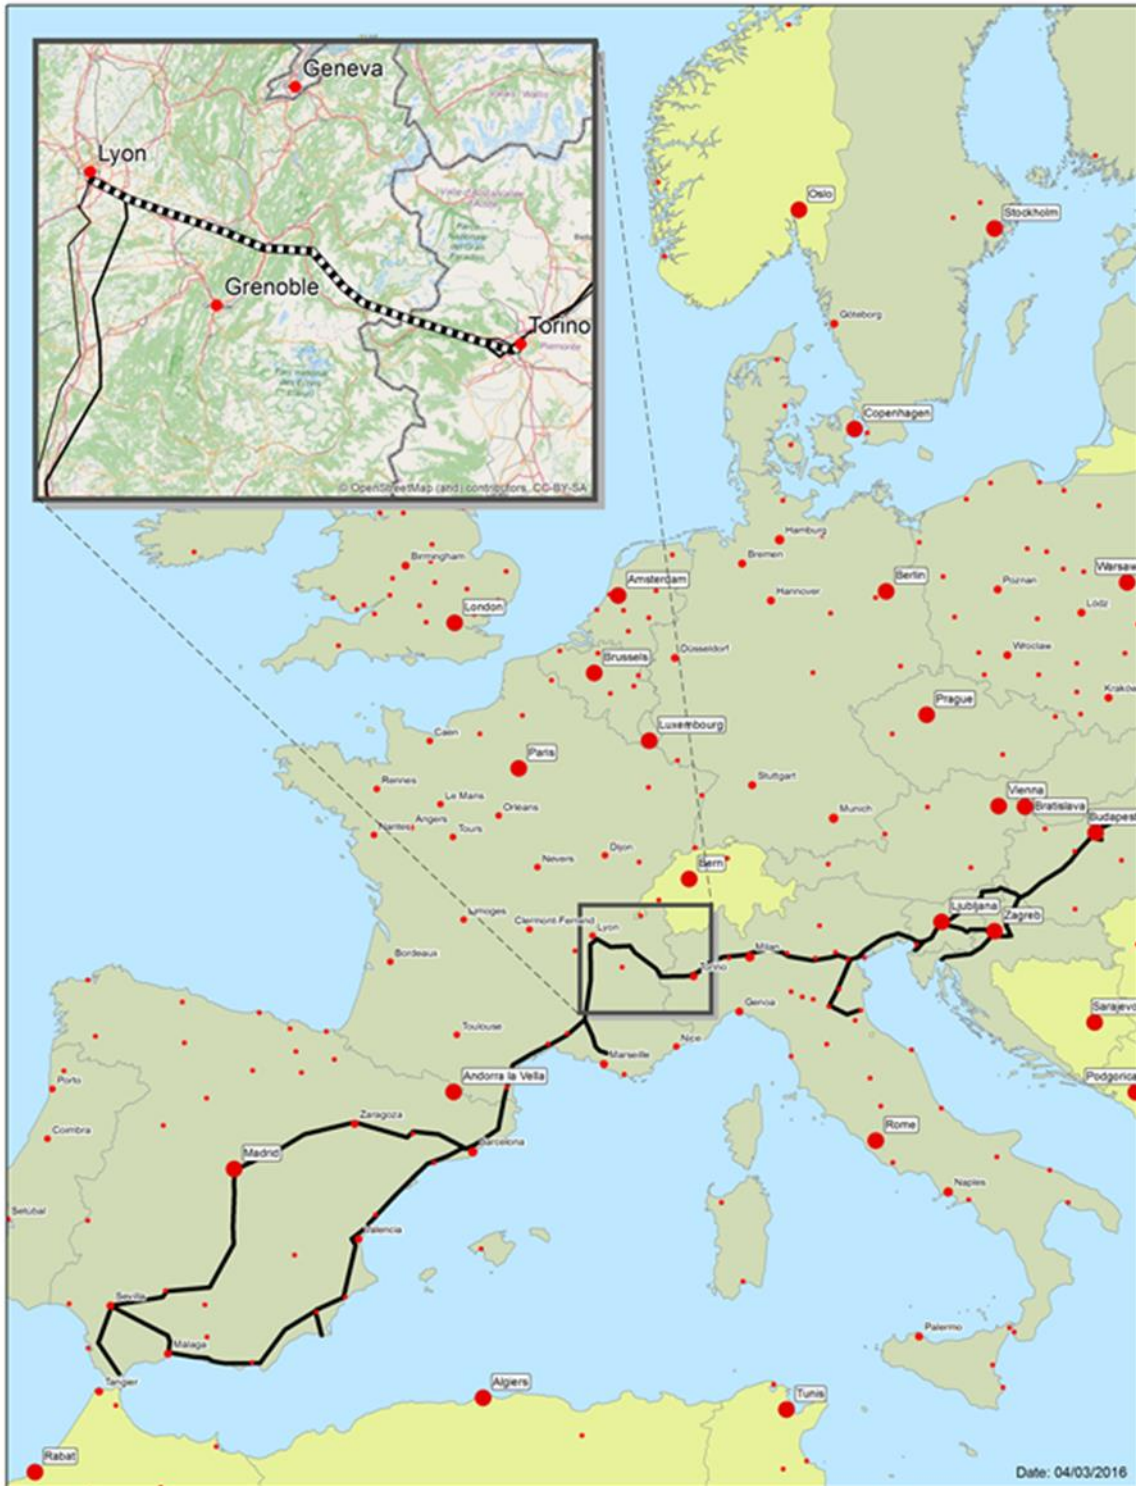 Geneva
Lyon
Grenoble
Torino
Piemonte
© OpenStreetMap (and) contributors, CC-BY-SA
Oslo
Stockholm
Göteborg
Copenhagen
Hamburg
Bremen
Birmingham
Amsterdam
Berlin
Warsaw
Hannover
Poznan
London
Lódz
Brussels
Düsseldorf
Wroclaw
Kraków
Prague
Luxembourg
Caen
Paris
Stuttgart
Rennes
Le Mans
Vienna
Bratislava
Orleans
Munich
Angers
Budapest
Nantes
Tours
Dijon
Nevers
Bern
Limoges
Ljubljana
Clermont-Ferrand
Zagreb
Lyon
Milan
Bordeaux
Torino
Genoa
Sarajevo
Toulouse
Nice
Marseille
Andorra la Vella
Podgorica
Porto
Zaragoza
Rome
Coimbra
Barcelona
Madrid
Naples
Setubal
Valencia
Sevilla
Palermo
Malaga
Tangier
Algiers
Tunis
Rabat
Date: 04/03/2016